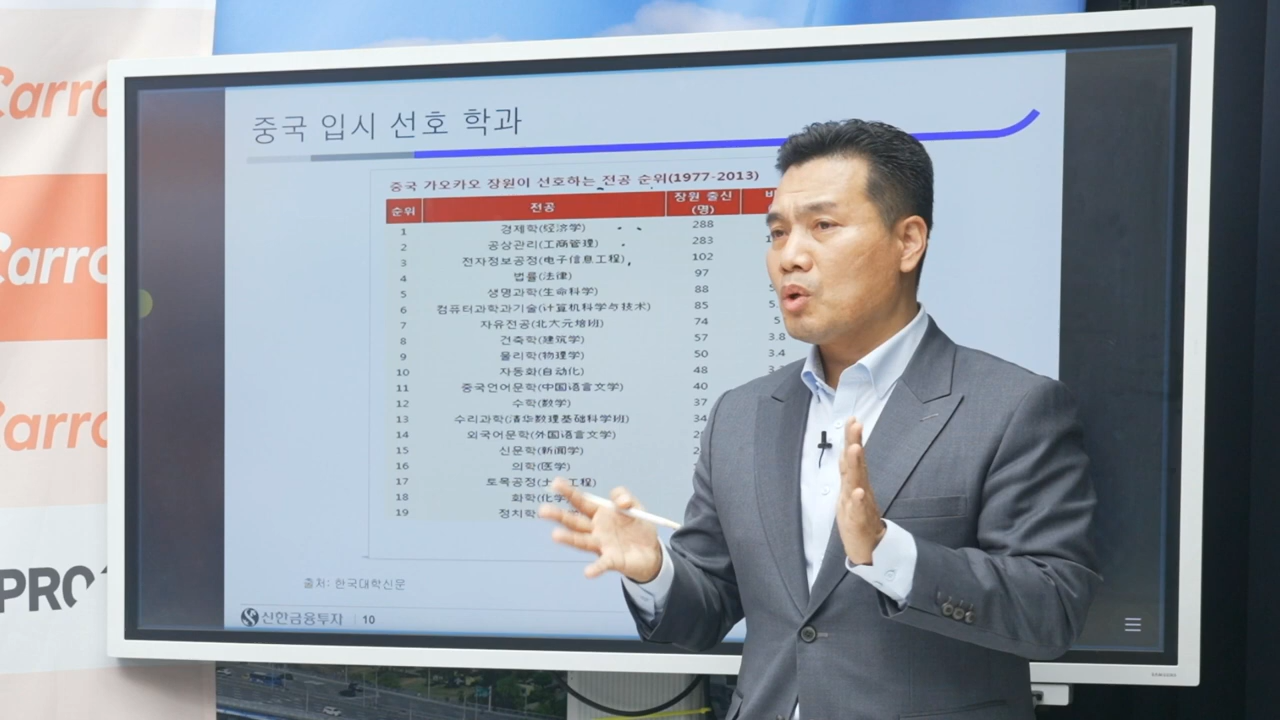 Carro
Carro
Carro
PRO
중국 입시 선호 학과
중국 가오카오 장원이 선호하는 전공 순위(1977-2013)
순위 전공 장원 출신(명)
1 경제학(经济学) 288
2 공상관리(工商管理) 283
3 전자정보공정(电子信息工程) 102
4 법률(法律) 97
5 생명과학(生命科学) 88
6 컴퓨터과학과기술(计算机科学与技术) 85
7 자유전공(北大元培班) 74
8 건축학(建筑学) 57 3.8
9 물리학(物理学) 50 3.4
10 자동화(自动化) 48
11 중국언어문학(中国语言文学) 40
12 수학(数学) 37
13 수리과학(清华数理基础科学班) 34
14 외국어문학(外国语言文学)
15 신문학(新闻学)
16 의학(医学)
17 토목공정(土 工程)
18 화학(化学
19 정치학
출처: 한국대학신문
신한금융투자 10
SAMSUNG